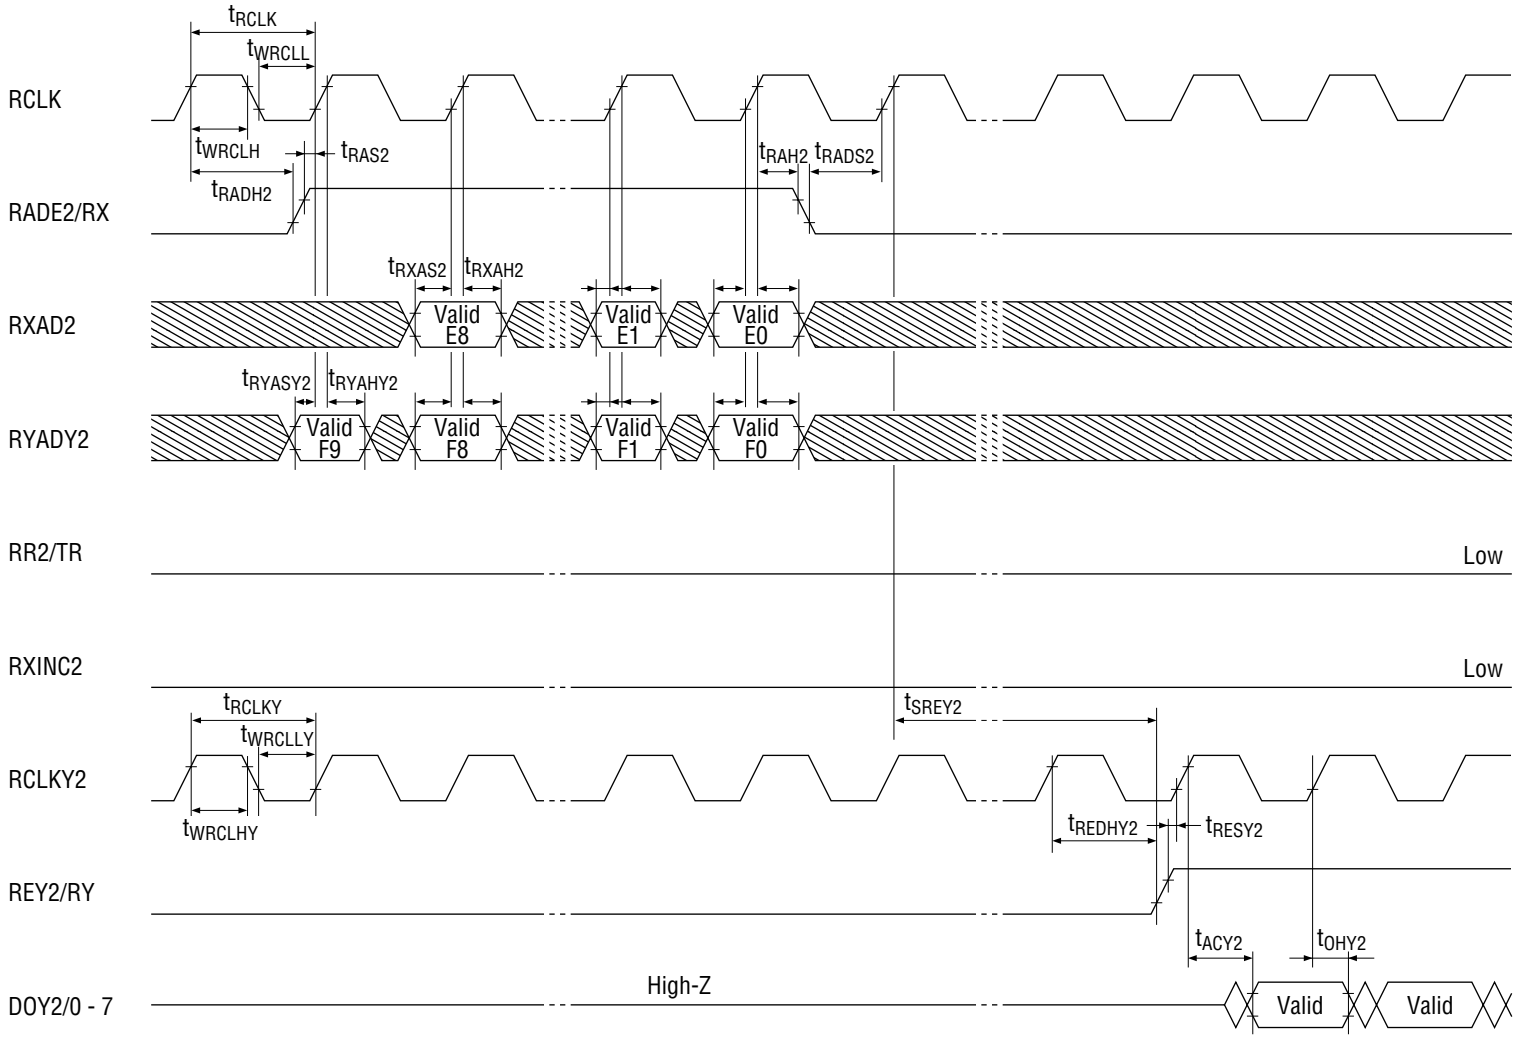 tRCLK
tWRCLL
RCLK
tWRCLH
tRAS2
tRAH2
tRADS2
tRADH2
RADE2/RX
tRXAS2
tRXAH2
RXAD2
Valid
E8
Valid
E1
Valid
E0
tRYASY2
tRYAHY2
RYADY2
Valid
F9
Valid
F8
Valid
F1
Valid
F0
RR2/TR
Low
RXINC2
Low
tRCLKY
tSREY2
tWRCLLY
RCLKY2
tWRCLHY
tREDHY2
tRESY2
REY2/RY
tACY2
tOHY2
High-Z
DOY2/0 - 7
Valid
Valid